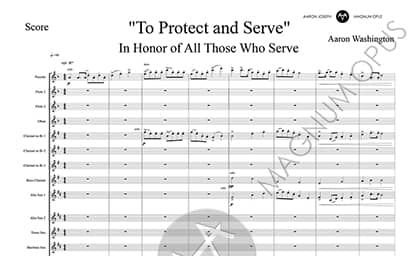 AARON JOSEPH MAGNUM OPUS
Score
"To Protect and Serve"
In Honor of All Those Who Serve
Aaron Washington
MAGNUM OPUS
Piccolo
Flute 1
Flute 2
Oboe
Clarinet in B♭ 1
Clarinet in B♭ 2
Clarinet in B♭ 3
Bass Clarinet
Alto Sax 1
Alto Sax 2
Tenor Sax
Baritone Sax